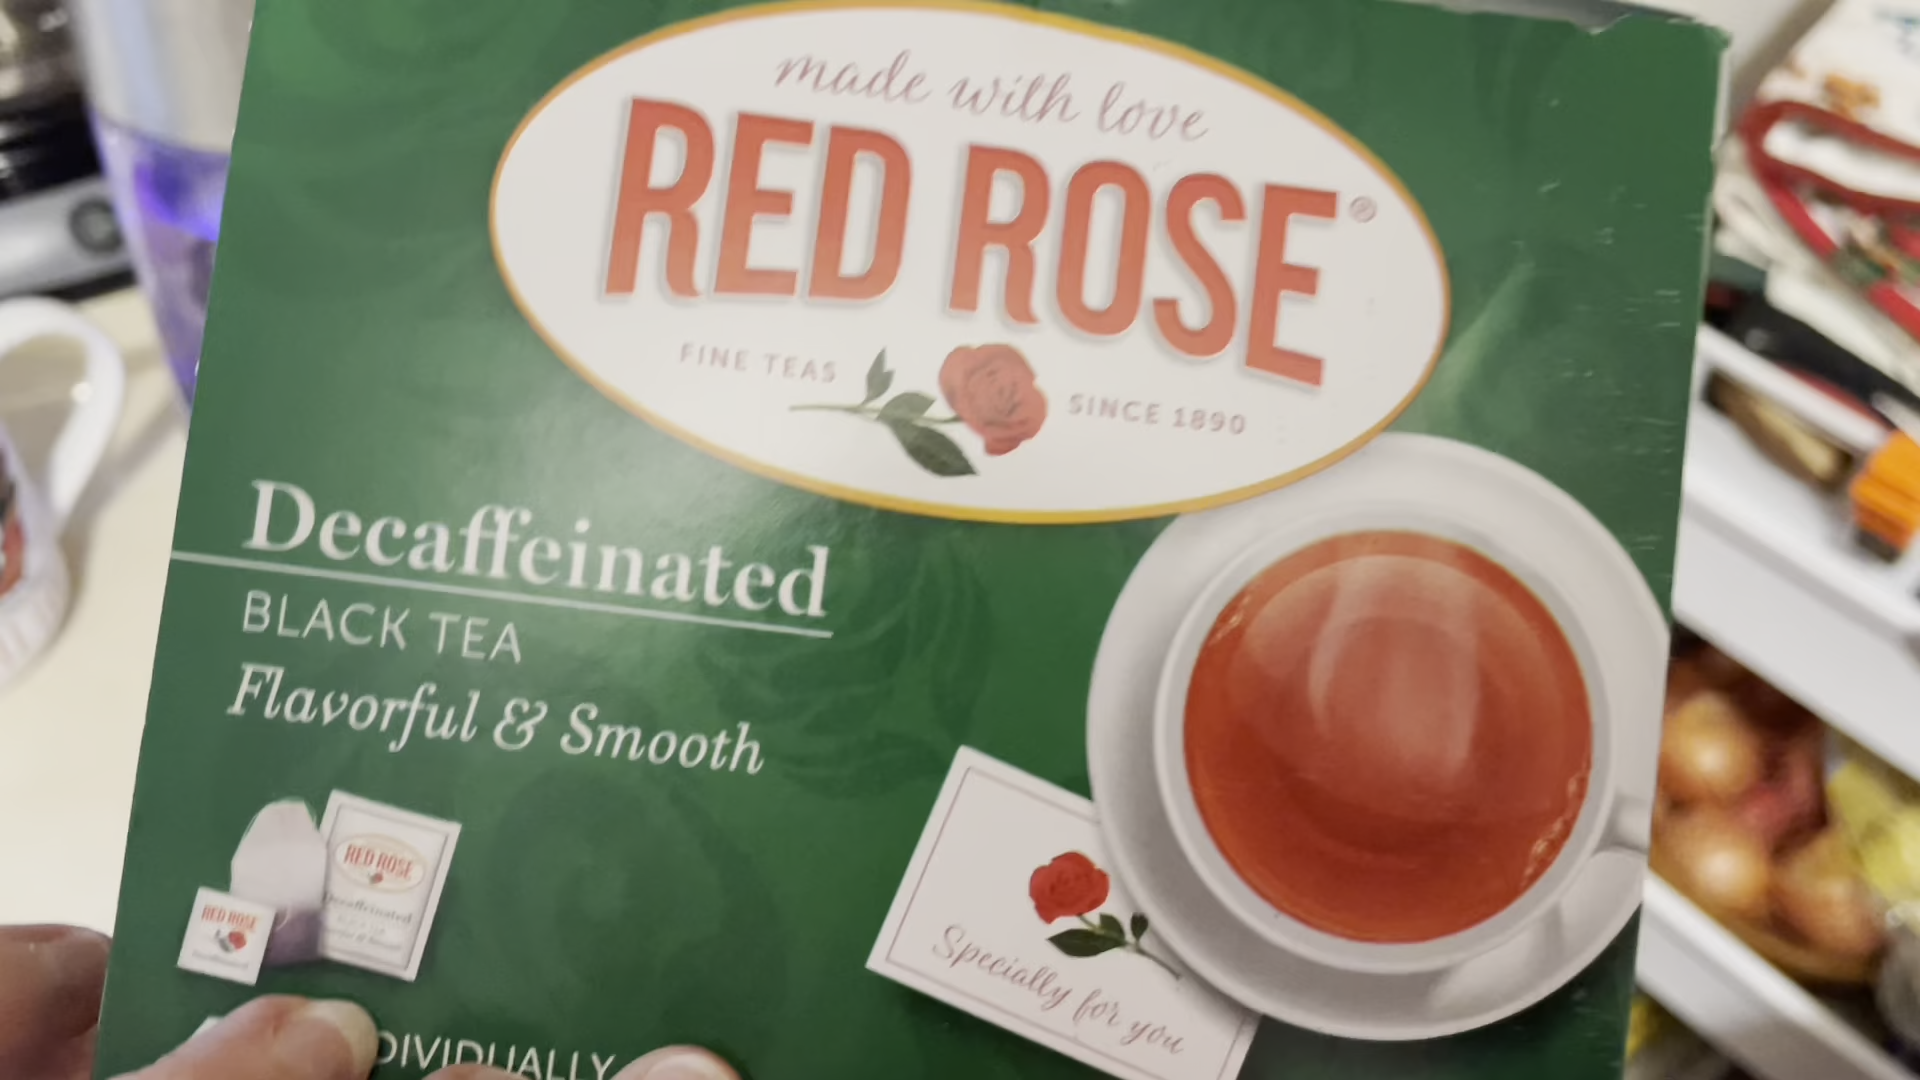 made with love
RED ROSE®
FINE TEAS SINCE 1890
Decaffeinated
BLACK TEA
Flavorful & Smooth
RED ROSE
Decaffeinated
RED ROSE
Specially for you
DIVIDUALLY